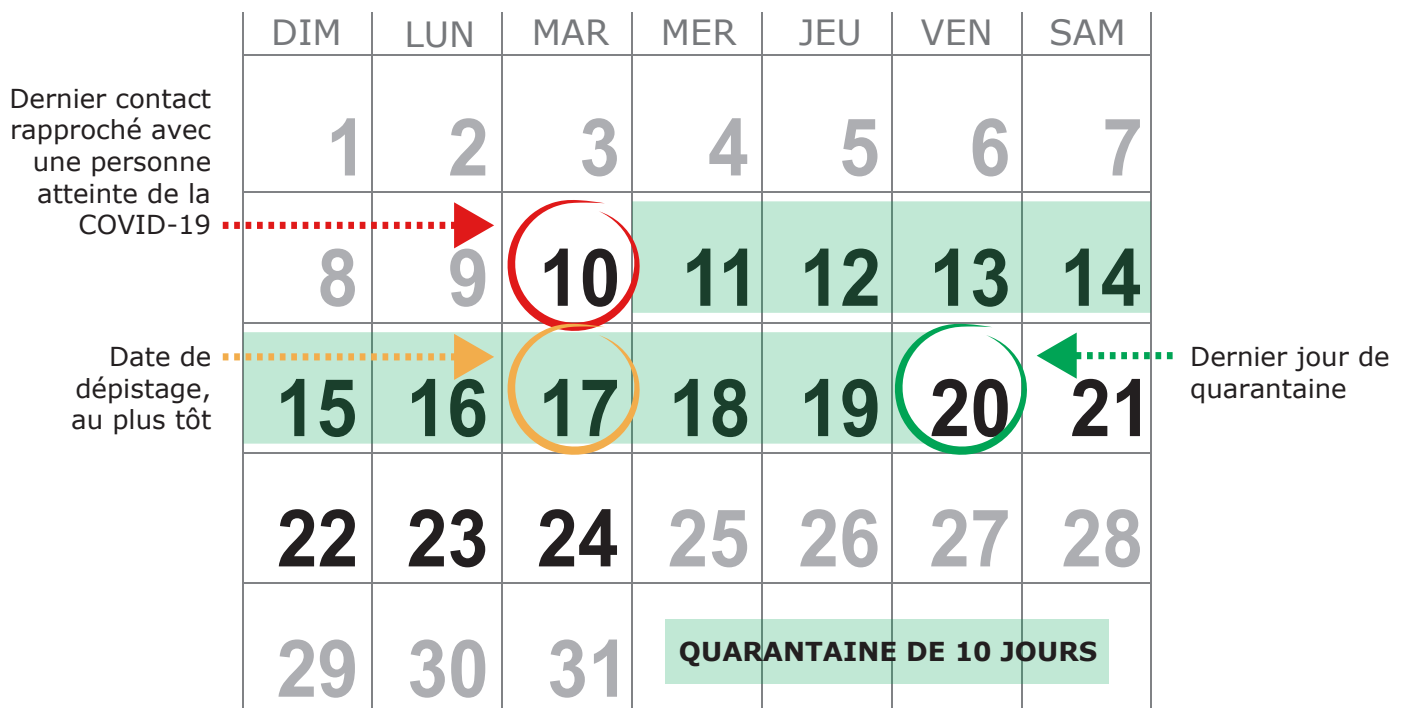 DIM LUN MAR MER JEU VEN SAM
Dernier contact
rapproché avec
une personne
atteinte de la
COVID-19
1 2 3 4 5 6 7
8 9 10 11 12 13 14
Date de
dépistage,
au plus tôt
15 16 17 18 19 20 21
Dernier jour de
quarantaine
22 23 24 25 26 27 28
29 30 31
QUARANTAINE DE 10 JOURS